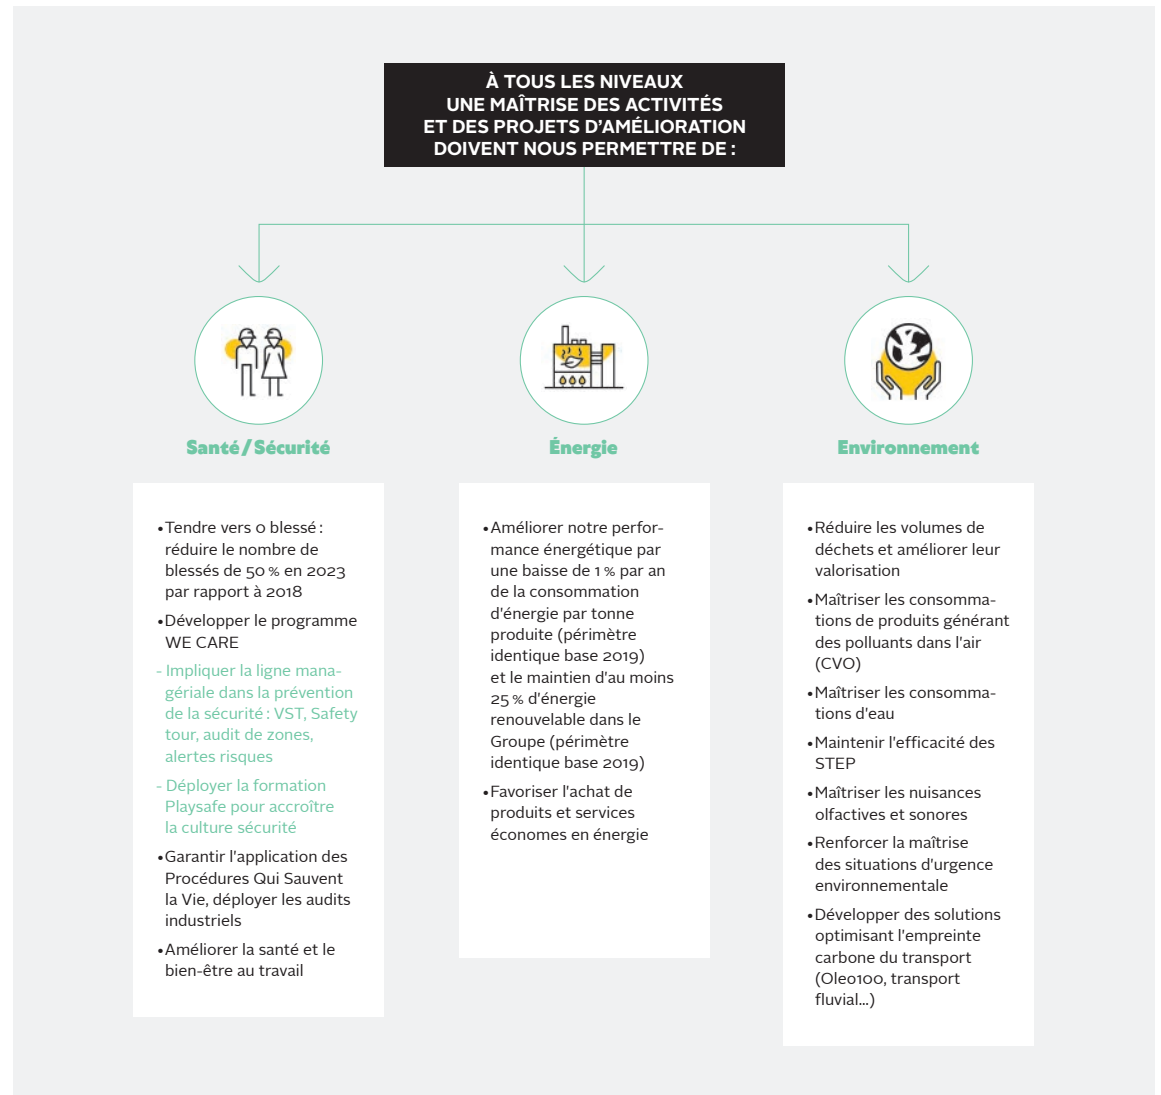 À TOUS LES NIVEAUX
UNE MAÎTRISE DES ACTIVITÉS
ET DES PROJETS D'AMÉLIORATION
DOIVENT NOUS PERMETTRE DE :
Santé / Sécurité
•Tendre vers 0 blessé :
réduire le nombre de
blessés de 50 % en 2023
par rapport à 2018
•Développer le programme
WE CARE
- Impliquer la ligne mana-
gériale dans la prévention
de la sécurité : VST, Safety
tour, audit de zones,
alertes risques
- Déployer la formation
Playsafe pour accroître
la culture sécurité
•Garantir l'application des
Procédures Qui Sauvent
la Vie, déployer les audits
industriels
•Améliorer la santé et le
bien-être au travail
Énergie
•Améliorer notre perfor-
mance énergétique par
une baisse de 1 % par an
de la consommation
d'énergie par tonne
produite (périmètre
identique base 2019)
et le maintien d'au moins
25 % d'énergie
renouvelable dans le
Groupe (périmètre
identique base 2019)
•Favoriser l'achat de
produits et services
économes en énergie
Environnement
•Réduire les volumes de
déchets et améliorer leur
valorisation
•Maîtriser les consomma-
tions de produits générant
des polluants dans l'air
(CVO)
•Maîtriser les consomma-
tions d'eau
•Maintenir l'efficacité des
STEP
•Maîtriser les nuisances
olfactives et sonores
•Renforcer la maîtrise
des situations d'urgence
environnementale
•Développer des solutions
optimisant l'empreinte
carbone du transport
(Oleo100, transport
fluvial...)